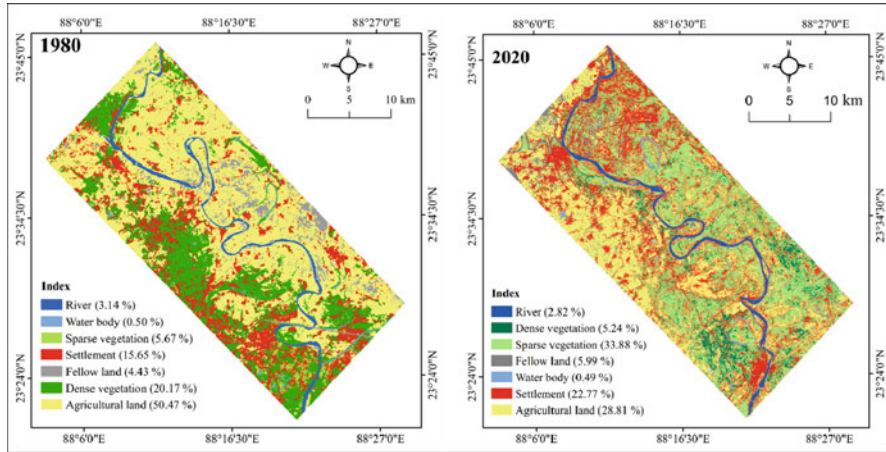 88°6'0"E 88°16'30"E 88°27'0"E
1980
N
W E
S
0 5 10 km
23°45'0"N
23°34'30"N
23°24'0"N
Index
River (3.14 %)
Water body (0.50 %)
Sparse vegetation (5.67 %)
Settlement (15.65 %)
Fellow land (4.43 %)
Dense vegetation (20.17 %)
Agricultural land (50.47 %)
23°45'0"N
23°34'30"N
23°24'0"N
88°6'0"E 88°16'30"E 88°27'0"E
88°6'0"E 88°16'30"E 88°27'0"E
2020
N
W E
S
0 5 10 km
23°45'0"N
23°34'30"N
23°24'0"N
Index
River (2.82 %)
Dense vegetation (5.24 %)
Sparse vegetation (33.88 %)
Fellow land (5.99 %)
Water body (0.49 %)
Settlement (22.77 %)
Agricultural land (28.81 %)
23°45'0"N
23°34'30"N
23°24'0"N
88°6'0"E 88°16'30"E 88°27'0"E